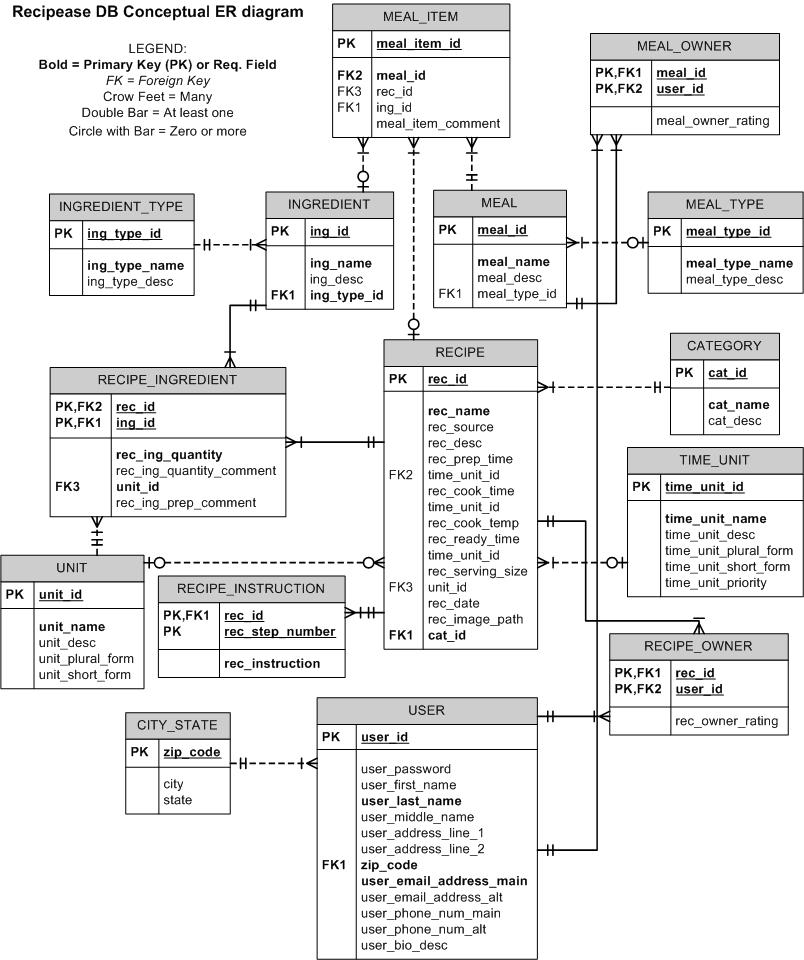 Recipease DB Conceptual ER diagram
LEGEND:
Bold = Primary Key (PK) or Req. Field
FK = Foreign Key
Crow Feet = Many
Double Bar = At least one
Circle with Bar = Zero or more
MEAL_ITEM
PK meal_item_id
FK2 meal_id
FK3 rec_id
FK1 ing_id
meal_item_comment
MEAL_OWNER
PK,FK1 meal_id
PK,FK2 user_id
meal_owner_rating
INGREDIENT_TYPE
PK ing_type_id
ing_type_name
ing_type_desc
INGREDIENT
PK ing_id
ing_name
ing_desc
FK1 ing_type_id
MEAL
PK meal_id
meal_name
meal_desc
FK1 meal_type_id
MEAL_TYPE
PK meal_type_id
meal_type_name
meal_type_desc
RECIPE_INGREDIENT
PK,FK2 rec_id
PK,FK1 ing_id
rec_ing_quantity
rec_ing_quantity_comment
FK3 unit_id
rec_ing_prep_comment
RECIPE
PK rec_id
rec_name
rec_source
rec_desc
rec_prep_time
FK2 time_unit_id
rec_cook_time
time_unit_id
rec_cook_temp
rec_ready_time
time_unit_id
rec_serving_size
FK3 unit_id
rec_date
rec_image_path
FK1 cat_id
CATEGORY
PK cat_id
cat_name
cat_desc
TIME_UNIT
PK time_unit_id
time_unit_name
time_unit_desc
time_unit_plural_form
time_unit_short_form
time_unit_priority
UNIT
PK unit_id
unit_name
unit_desc
unit_plural_form
unit_short_form
RECIPE_INSTRUCTION
PK,FK1 rec_id
PK rec_step_number
rec_instruction
RECIPE_OWNER
PK,FK1 rec_id
PK,FK2 user_id
rec_owner_rating
CITY_STATE
PK zip_code
city
state
USER
PK user_id
user_password
user_first_name
user_last_name
user_middle_name
user_address_line_1
user_address_line_2
FK1 zip_code
user_email_address_main
user_email_address_alt
user_phone_num_main
user_phone_num_alt
user_bio_desc